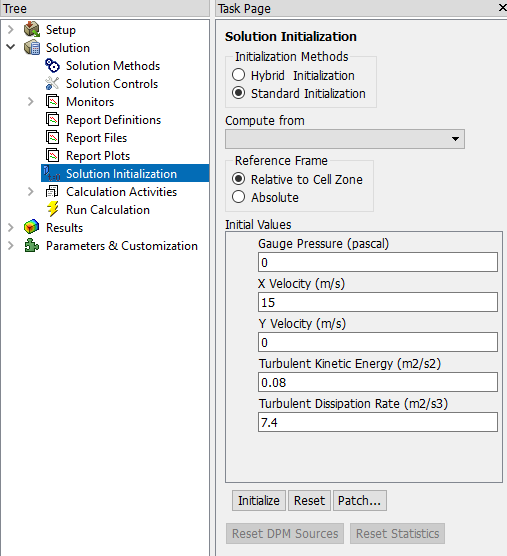 Tree
Setup
Solution
Solution Methods
Solution Controls
Monitors
Report Definitions
Report Files
Report Plots
Solution Initialization
Calculation Activities
Run Calculation
Results
Parameters & Customization
Task Page
Solution Initialization
Initialization Methods
Hybrid Initialization
Standard Initialization
Compute from
Reference Frame
Relative to Cell Zone
Absolute
Initial Values
Gauge Pressure (pascal)
0
X Velocity (m/s)
15
Y Velocity (m/s)
0
Turbulent Kinetic Energy (m2/s2)
0.08
Turbulent Dissipation Rate (m2/s3)
7.4
Initialize Reset Patch...
Reset DPM Sources Reset Statistics